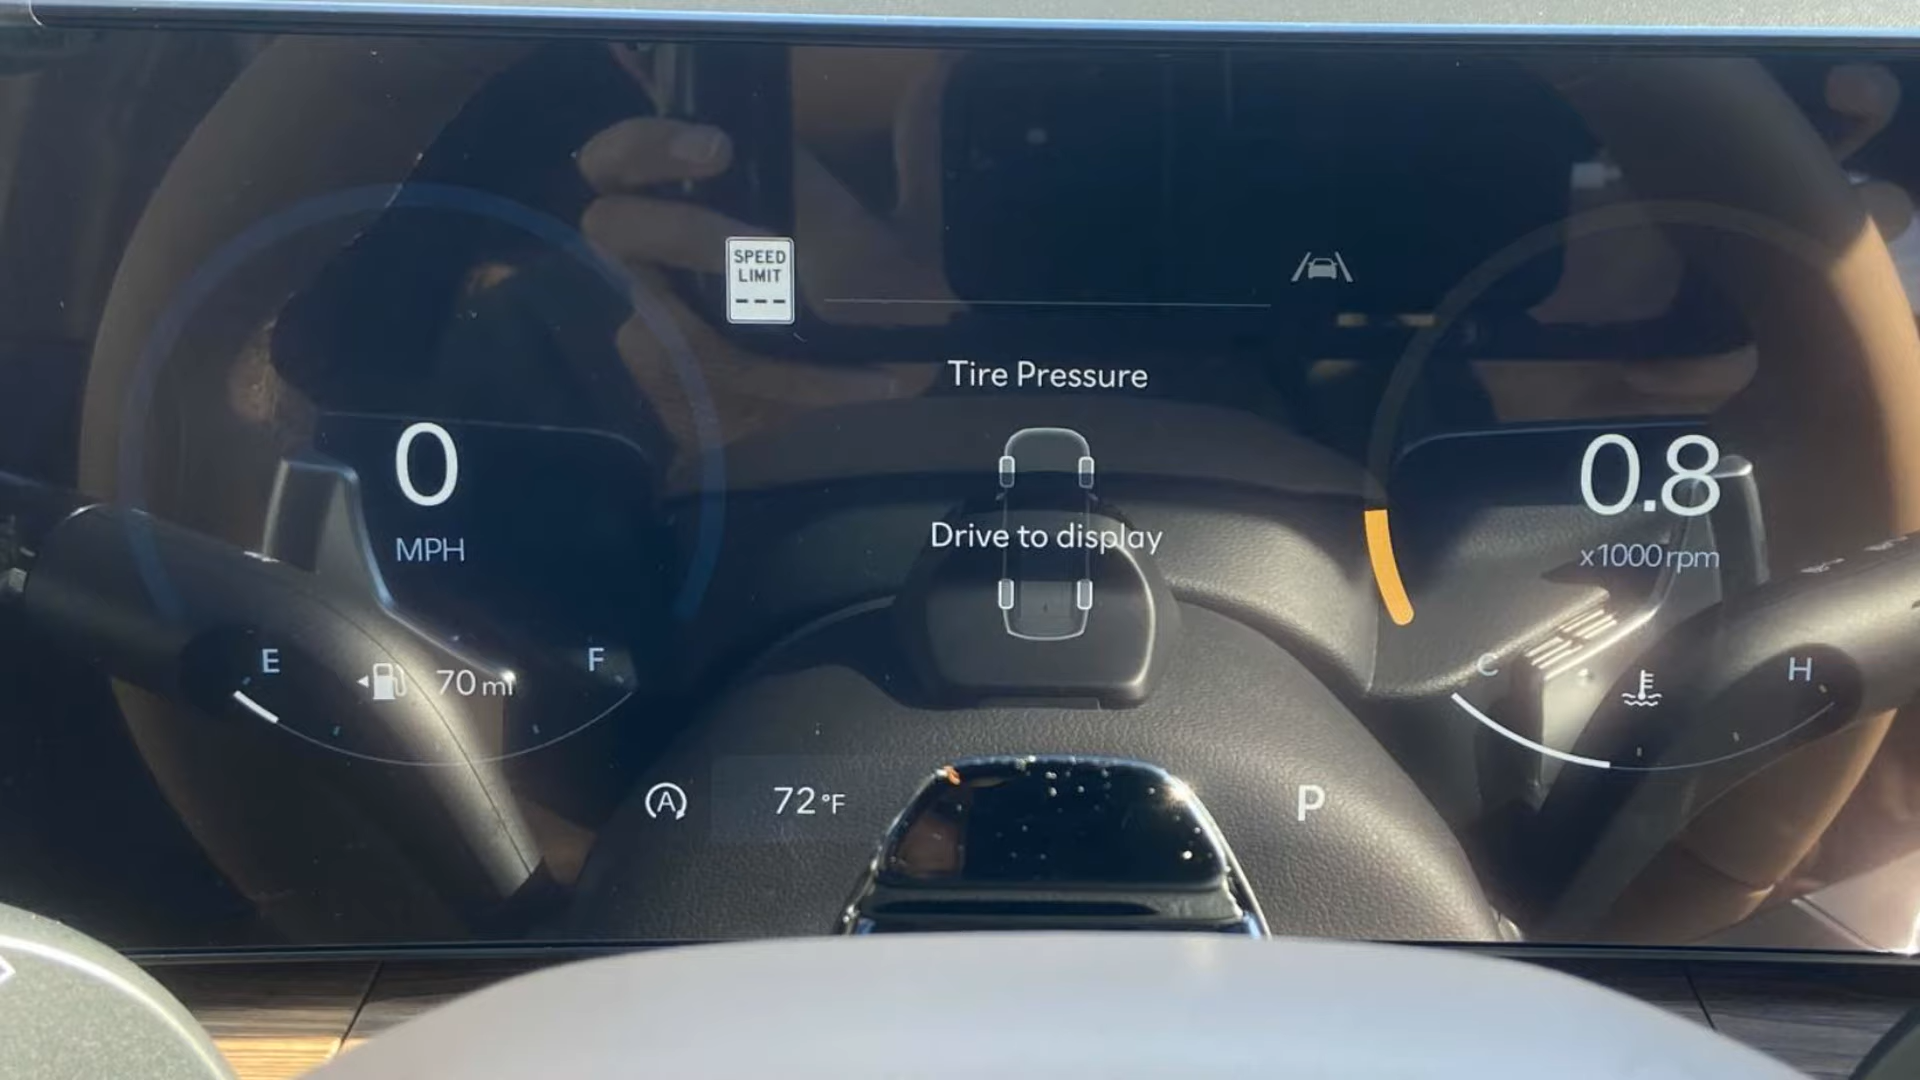 SPEED
LIMIT
---
Tire Pressure
0
MPH
Drive to display
0.8
x1000 rpm
E
70 mi
F
C
H
A
72 °F
P